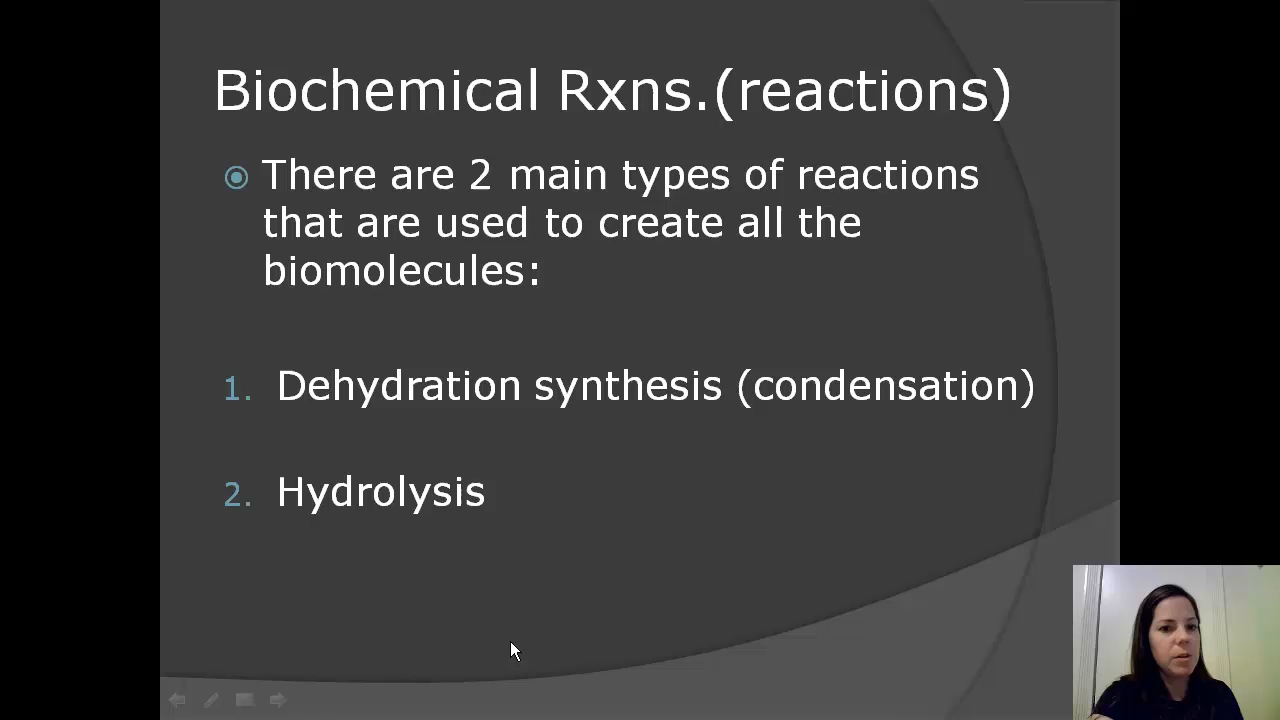 Biochemical Rxns.(reactions)
There are 2 main types of reactions
that are used to create all the
biomolecules:
1. Dehydration synthesis (condensation)
2. Hydrolysis